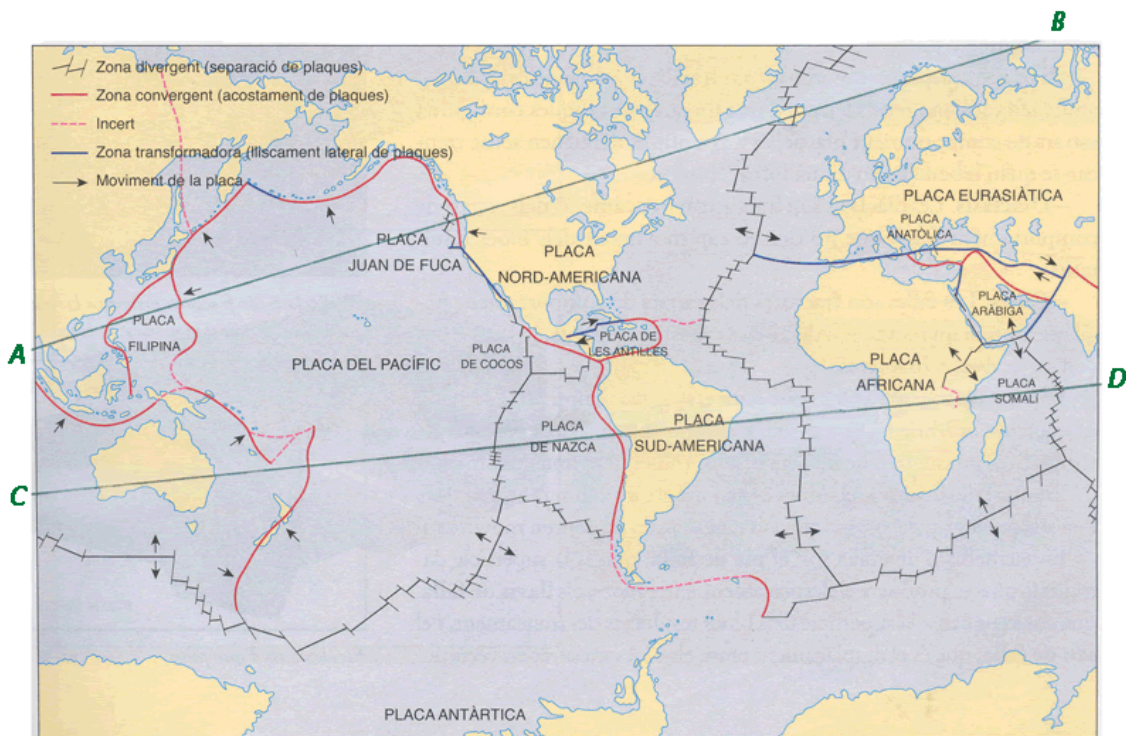 B
Zona divergent (separació de plaques)
Zona convergent (acostament de plaques)
Incert
Zona transformadora (lliscament lateral de plaques)
Moviment de la placa
PLACA EURASIÀTICA
PLACA
ANATÒLICA
PLACA
JUAN DE FUCA
PLACA
NORD-AMERICANA
PLACA
ARÀBIGA
PLACA
FILIPINA
A
PLACA DEL PACÍFIC
PLACA
DE COCOS
PLACA DE
LES ANTILLES
PLACA
AFRICANA
PLACA
SOMALÍ
D
PLACA
DE NAZCA
PLACA
SUD-AMERICANA
C
PLACA ANTÀRTICA